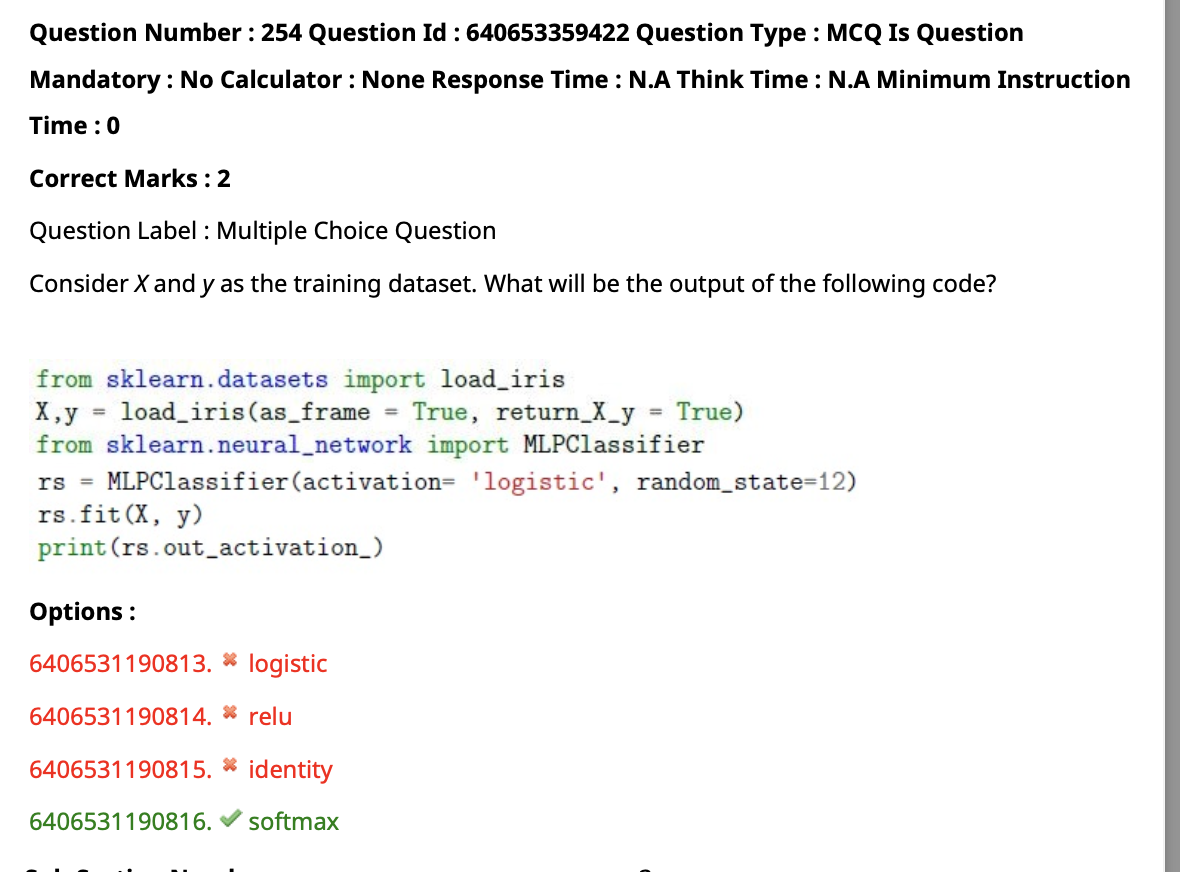 Question Number : 254 Question Id : 640653359422 Question Type : MCQ Is Question
Mandatory : No Calculator : None Response Time : N.A Think Time : N.A Minimum Instruction
Time : 0
Correct Marks : 2
Question Label : Multiple Choice Question
Consider X and y as the training dataset. What will be the output of the following code?
from sklearn.datasets import load_iris
X,y = load_iris(as_frame = True, return_X_y = True)
from sklearn.neural_network import MLPClassifier
rs = MLPClassifier(activation= 'logistic', random_state=12)
rs.fit(X, y)
print(rs.out_activation_)
Options :
6406531190813. ✖ logistic
6406531190814. ✖ relu
6406531190815. ✖ identity
6406531190816. ✔ softmax